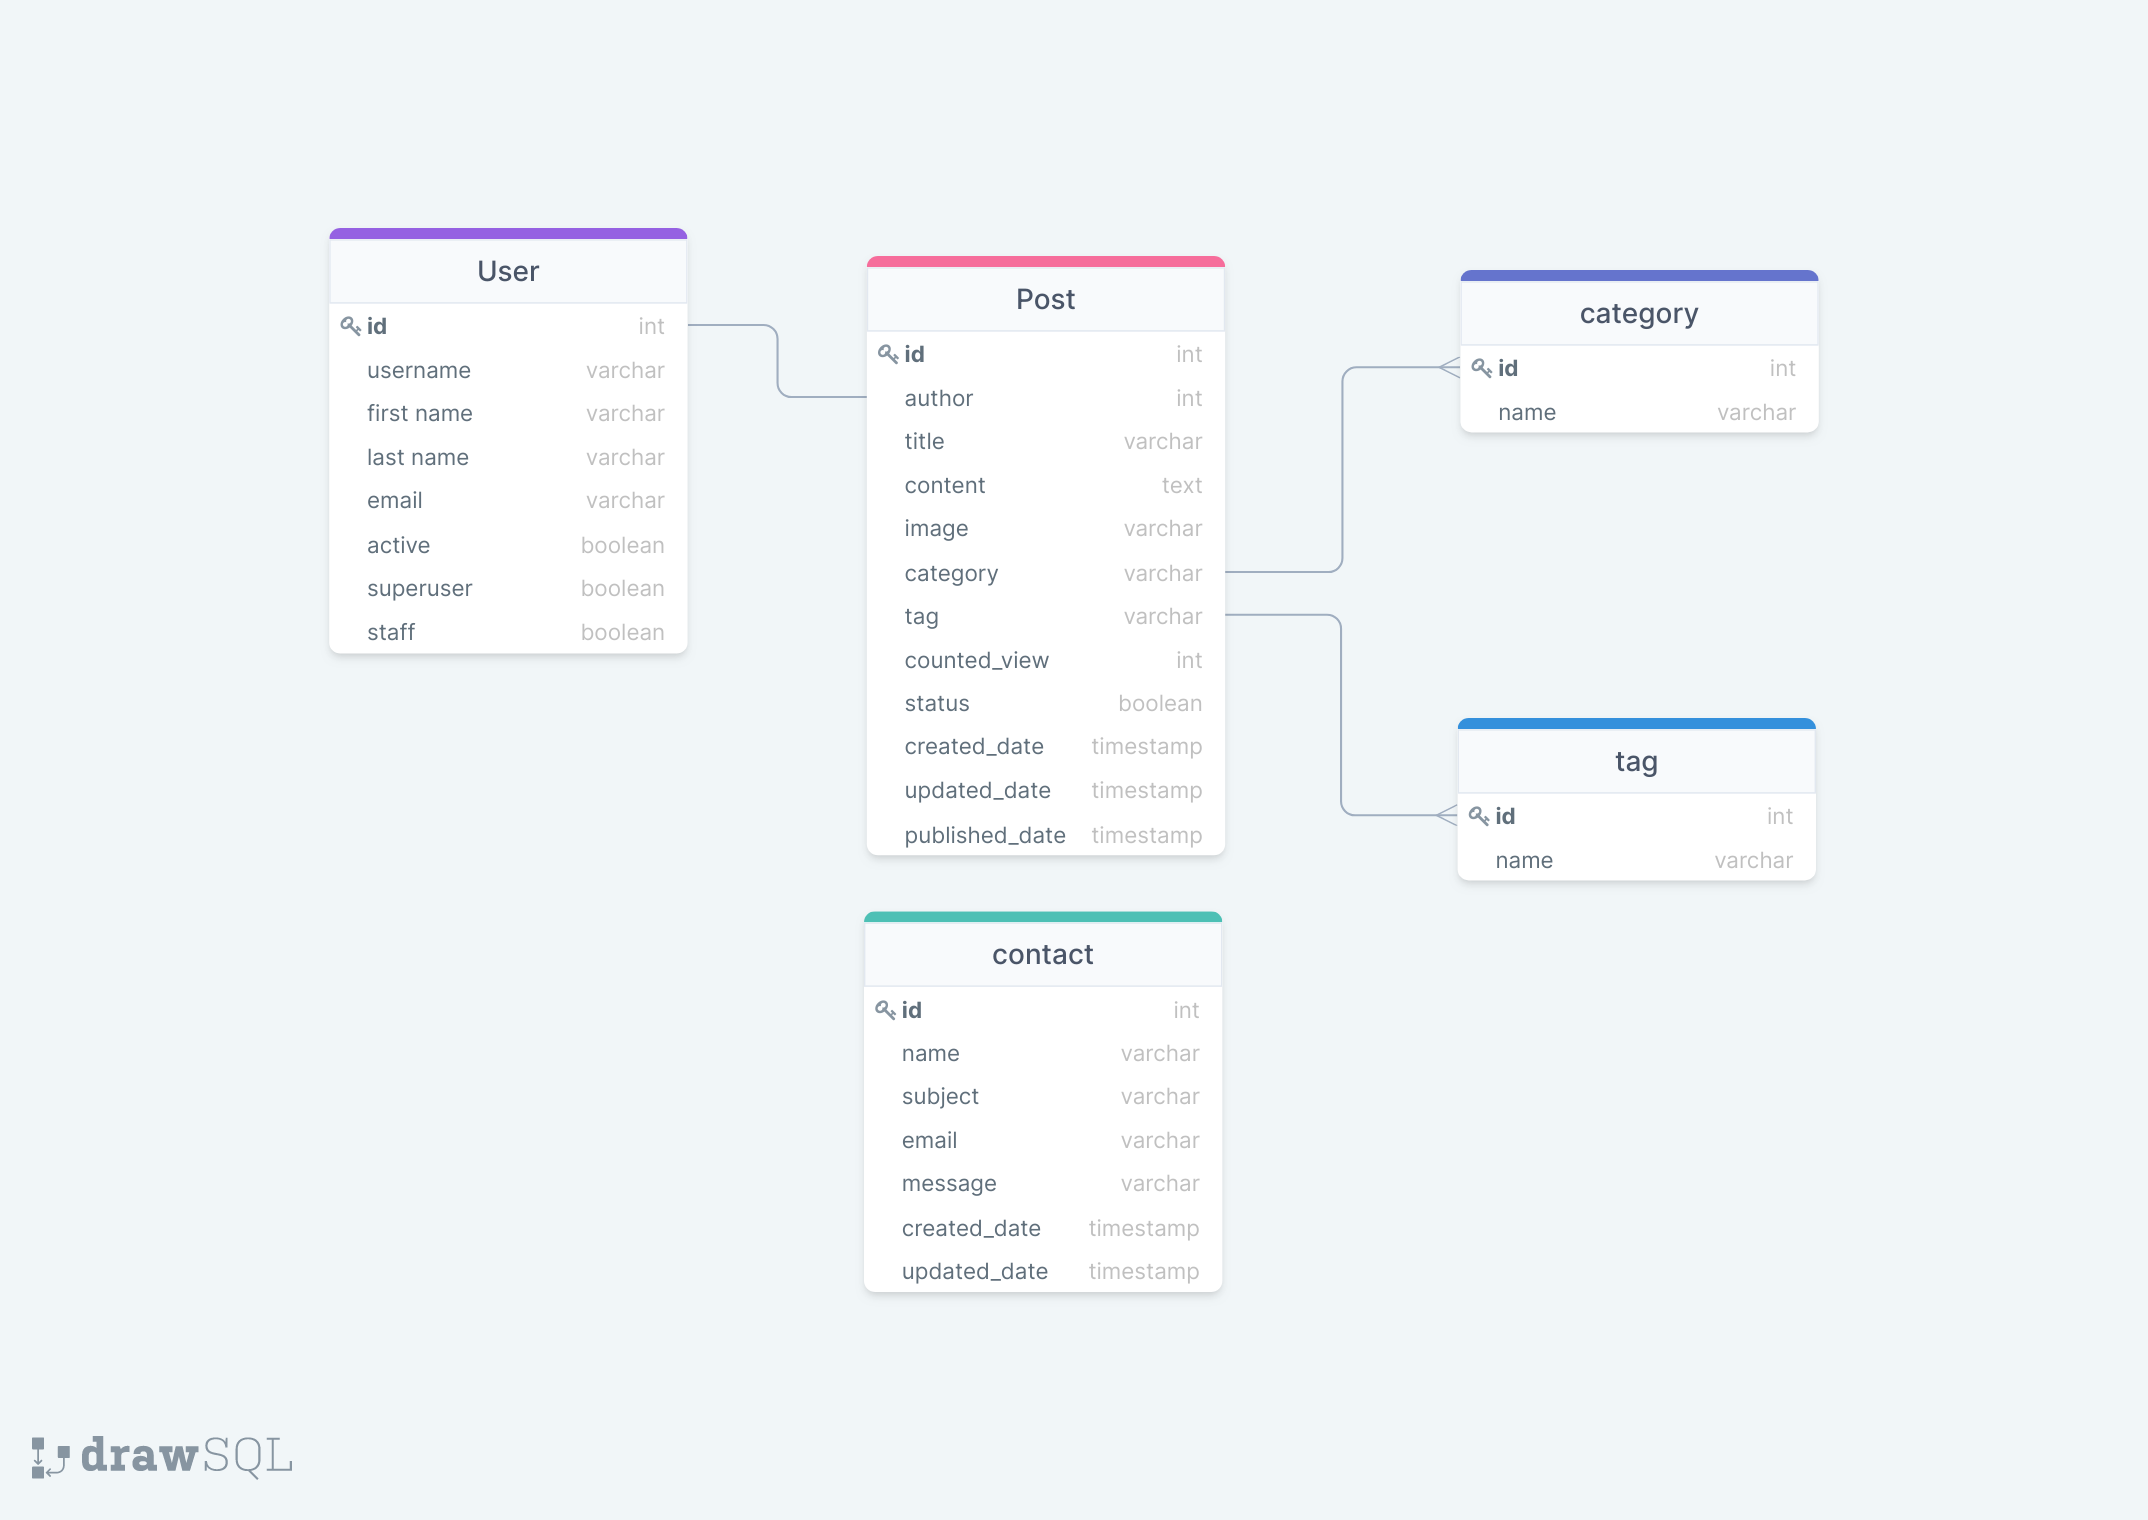 User
id int
username varchar
first name varchar
last name varchar
email varchar
active boolean
superuser boolean
staff boolean
Post
id int
author int
title varchar
content text
image varchar
category varchar
tag varchar
counted_view int
status boolean
created_date timestamp
updated_date timestamp
published_date timestamp
category
id int
name varchar
tag
id int
name varchar
contact
id int
name varchar
subject varchar
email varchar
message varchar
created_date timestamp
updated_date timestamp
drawSQL